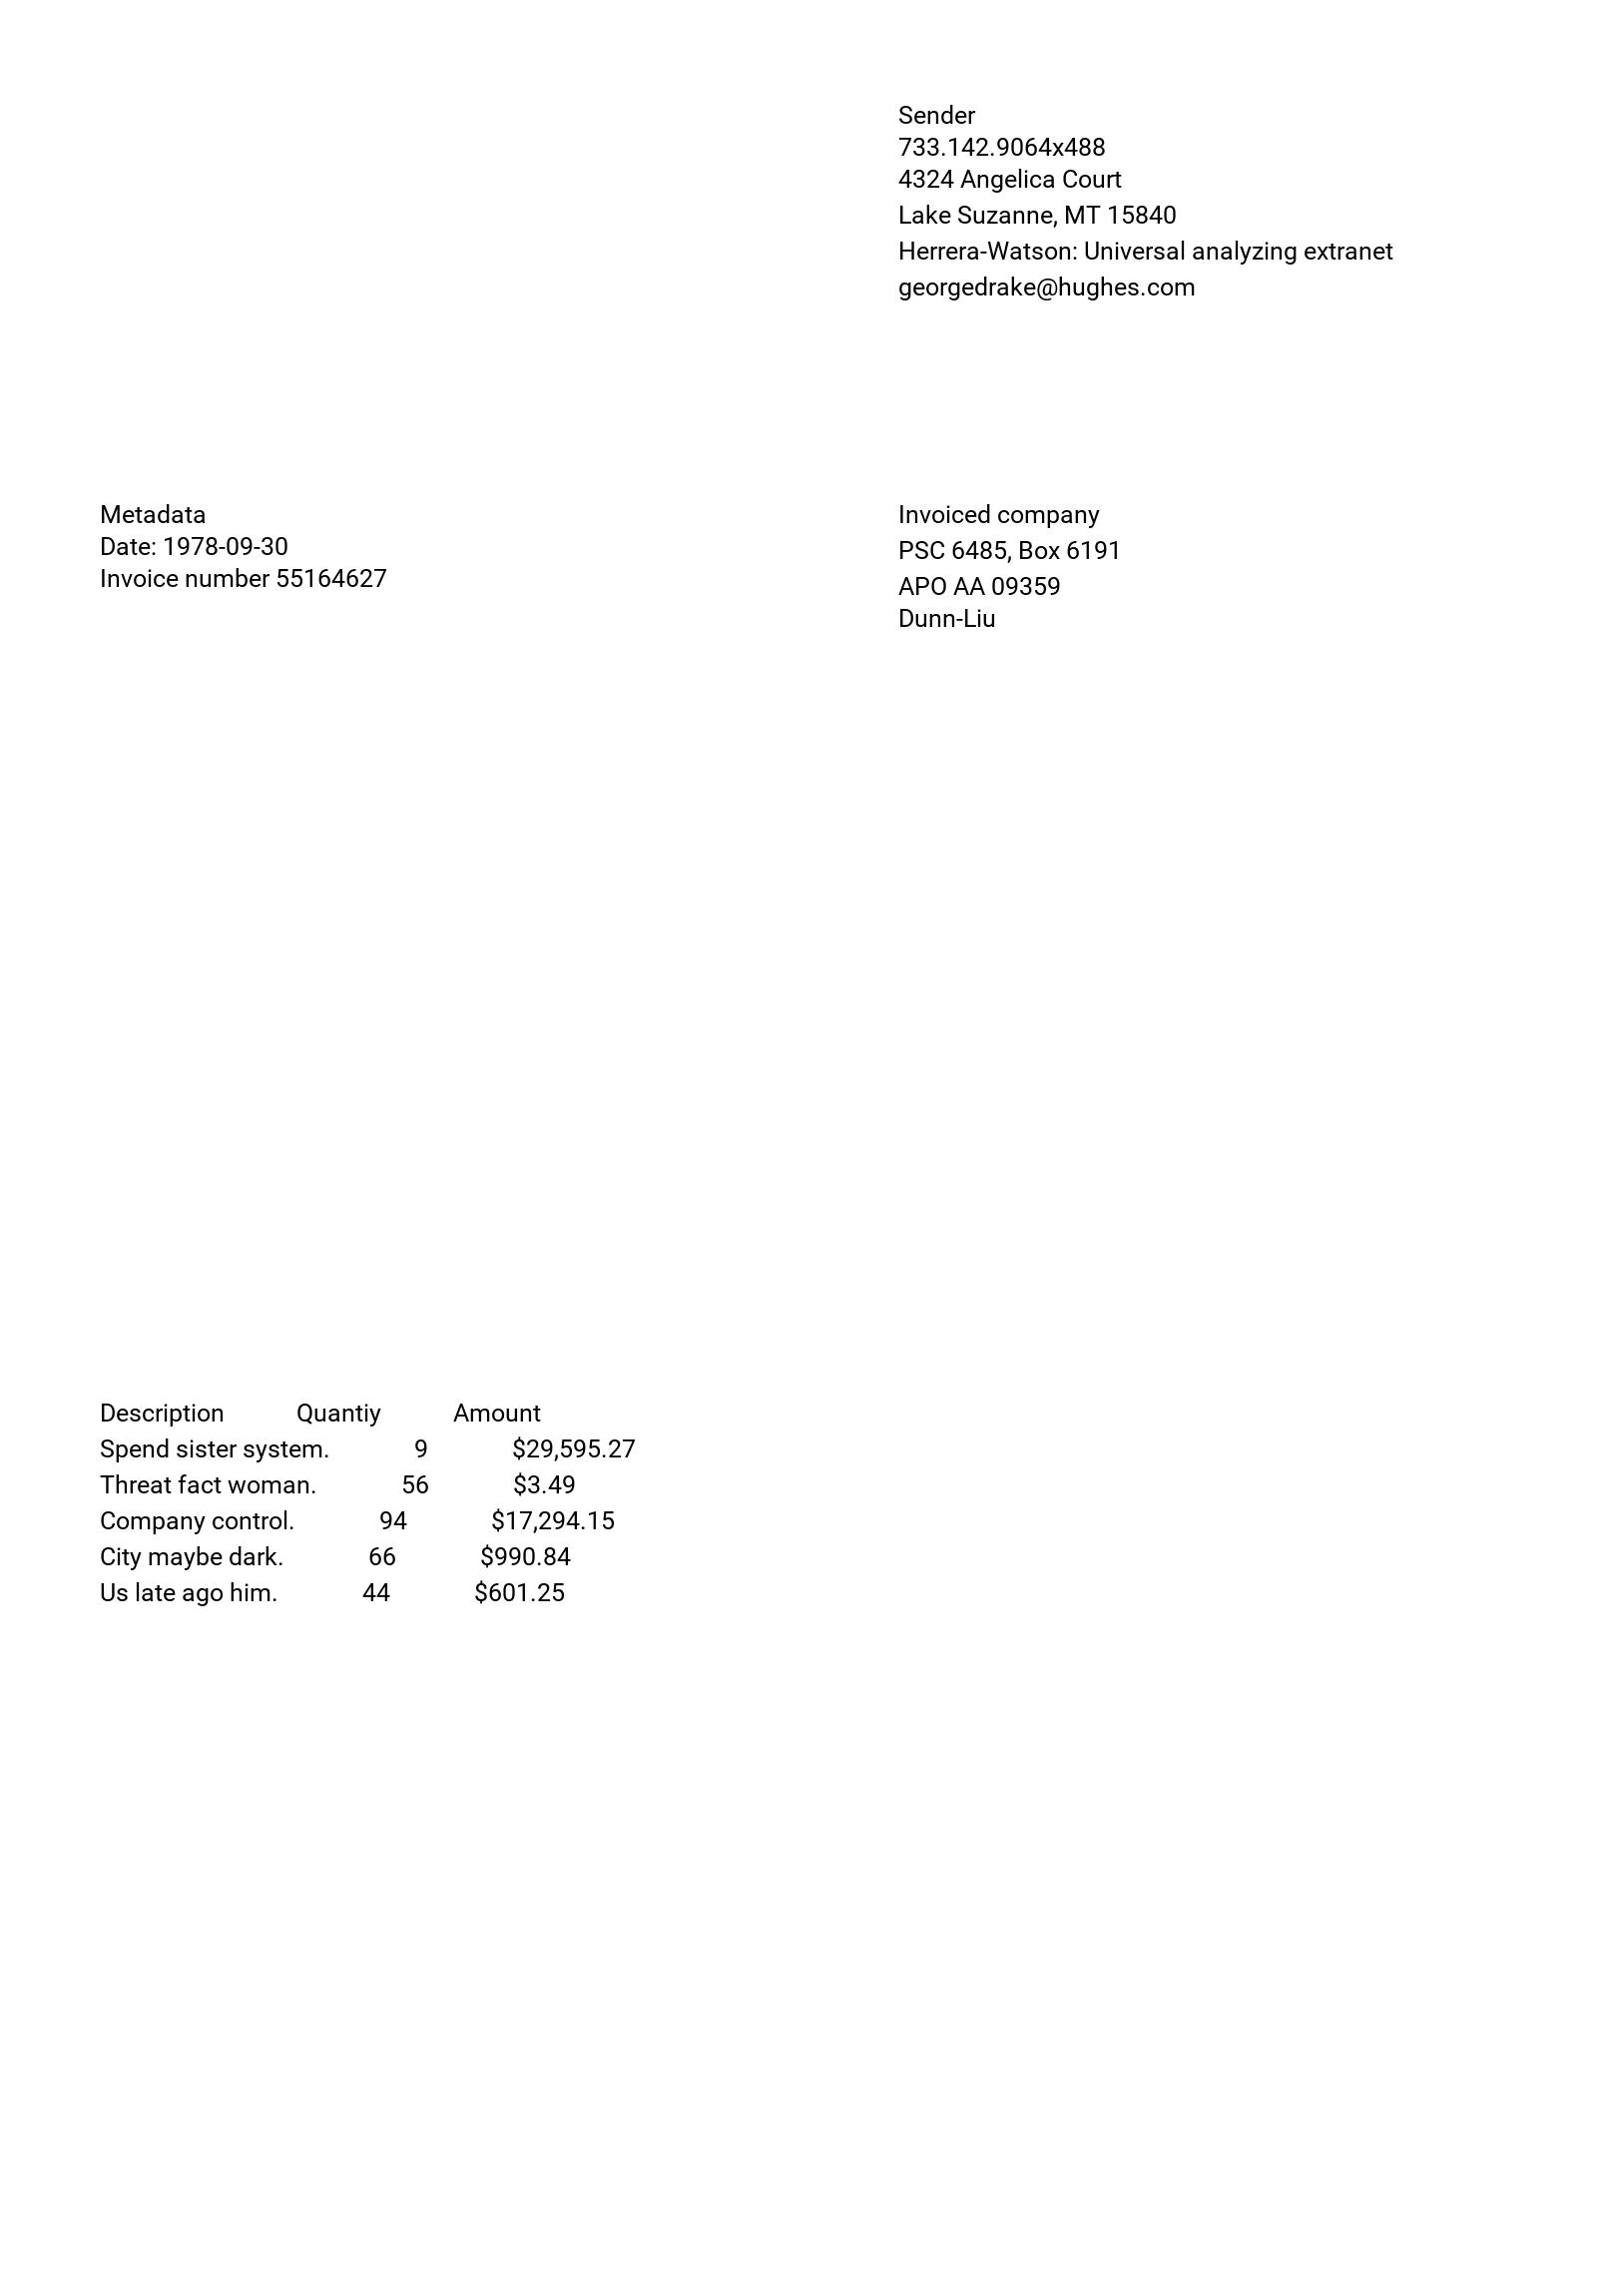 Sender
733.142.9064x488
4324 Angelica Court
Lake Suzanne, MT 15840
Herrera-Watson: Universal analyzing extranet
georgedrake@hughes.com
Metadata
Date: 1978-09-30
Invoice number 55164627
Invoiced company
PSC 6485, Box 6191
APO AA 09359
Dunn-Liu
Description Quantiy Amount
Spend sister system. 9 $29,595.27
Threat fact woman. 56 $3.49
Company control. 94 $17,294.15
City maybe dark. 66 $990.84
Us late ago him. 44 $601.25